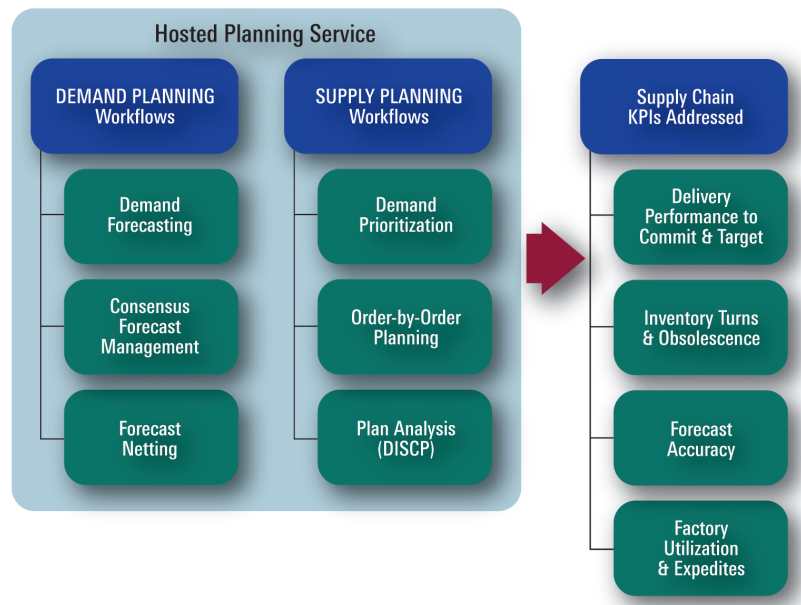 Hosted Planning Service
DEMAND PLANNING
Workflows
Demand
Forecasting
Consensus
Forecast
Management
Forecast
Netting
SUPPLY PLANNING
Workflows
Demand
Prioritization
Order-by-Order
Planning
Plan Analysis
(DISCP)
Supply Chain
KPIs Addressed
Delivery
Performance to
Commit & Target
Inventory Turns
& Obsolescence
Forecast
Accuracy
Factory
Utilization
& Expedites